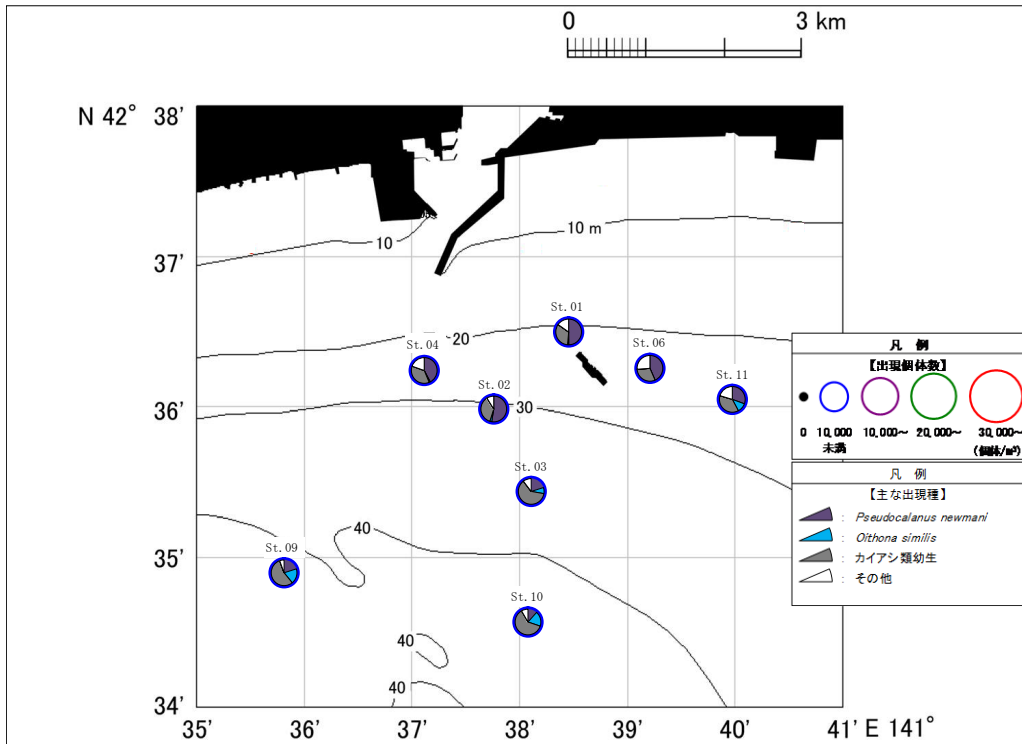 0 3 km
N 42° 38'
10
10 m
37'
St.01
20
St.04
St.06
St.02
St.11
36'
30
St.03
40
35'
St.09
St.10
40
40
34'
35' 36' 37' 38' 39' 40' 41' E 141°
凡 例
【出現個体数】
0 10,000未満 10,000～ 20,000～ 30,000～
(個体/m³)
凡 例
【主な出現種】
: Pseudocalanus newmani
: Oithona similis
: カイアシ類幼生
: その他